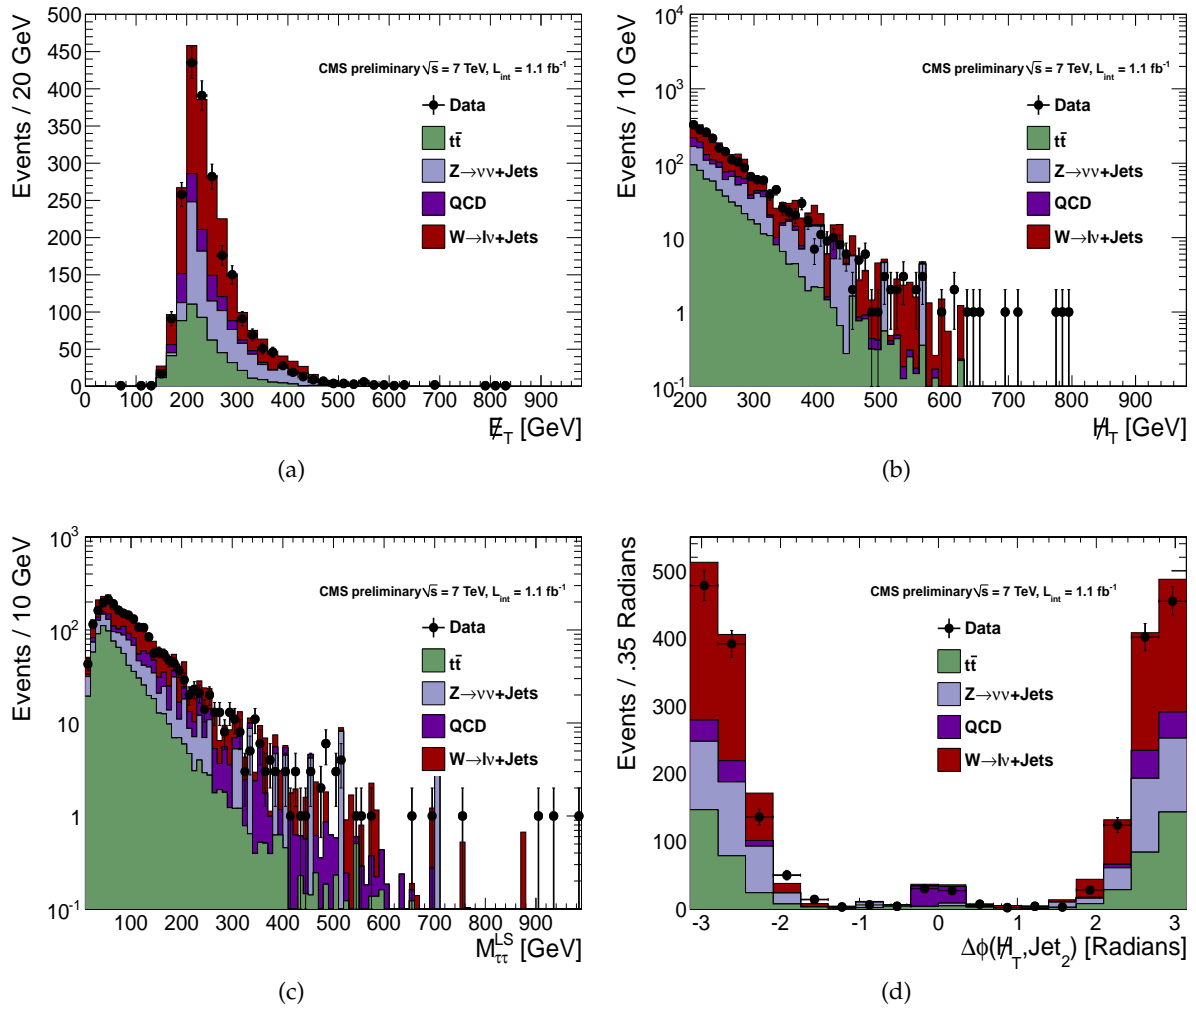 Events / 20 GeV
500
450
400
350
300
250
200
150
100
50
0
CMS preliminary √s = 7 TeV, L_int = 1.1 fb⁻¹
Data
tt̄
Z→νν+Jets
QCD
W→lν+Jets
0 100 200 300 400 500 600 700 800 900
E̸_T [GeV]
(a)
Events / 10 GeV
10³
10²
10
1
10⁻¹
CMS preliminary √s = 7 TeV, L_int = 1.1 fb⁻¹
Data
tt̄
Z→νν+Jets
QCD
W→lν+Jets
200 300 400 500 600 700 800 900
H̸_T [GeV]
(b)
Events / 10 GeV
10³
10²
10
1
10⁻¹
CMS preliminary √s = 7 TeV, L_int = 1.1 fb⁻¹
Data
tt̄
Z→νν+Jets
QCD
W→lν+Jets
100 200 300 400 500 600 700 800 900
M_ττ^LS [GeV]
(c)
Events / .35 Radians
500
400
300
200
100
0
CMS preliminary √s = 7 TeV, L_int = 1.1 fb⁻¹
Data
tt̄
Z→νν+Jets
QCD
W→lν+Jets
-3 -2 -1 0 1 2 3
Δϕ(H̸_T,Jet₂) [Radians]
(d)